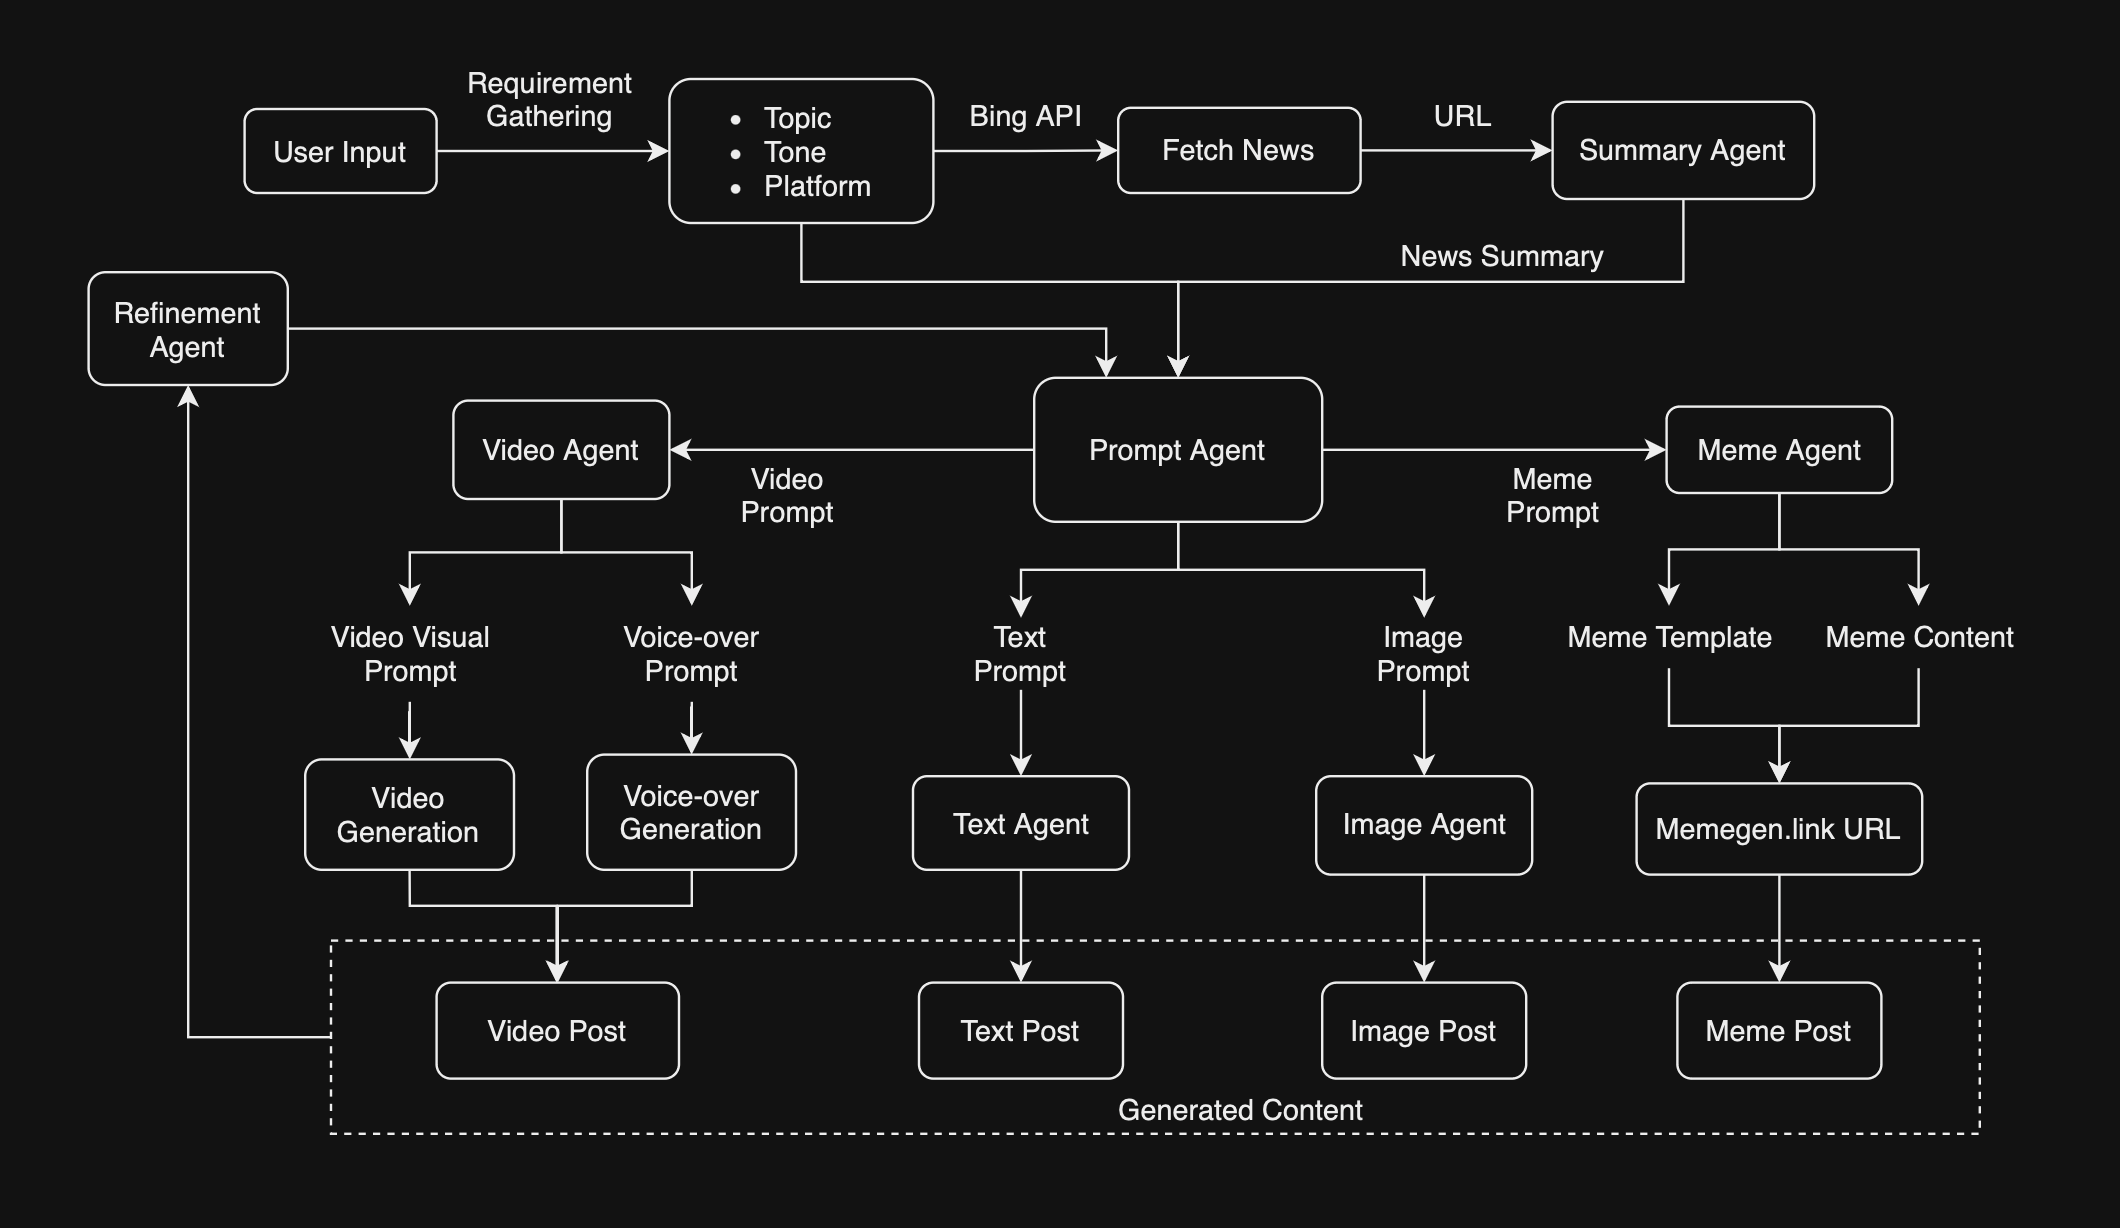 Requirement
Gathering
User Input
• Topic
• Tone
• Platform
Bing API
Fetch News
URL
Summary Agent
News Summary
Refinement
Agent
Video Agent
Video
Prompt
Prompt Agent
Meme
Prompt
Meme Agent
Video Visual
Prompt
Voice-over
Prompt
Text
Prompt
Image
Prompt
Meme Template
Meme Content
Video
Generation
Voice-over
Generation
Text Agent
Image Agent
Memegen.link URL
Video Post
Text Post
Image Post
Meme Post
Generated Content